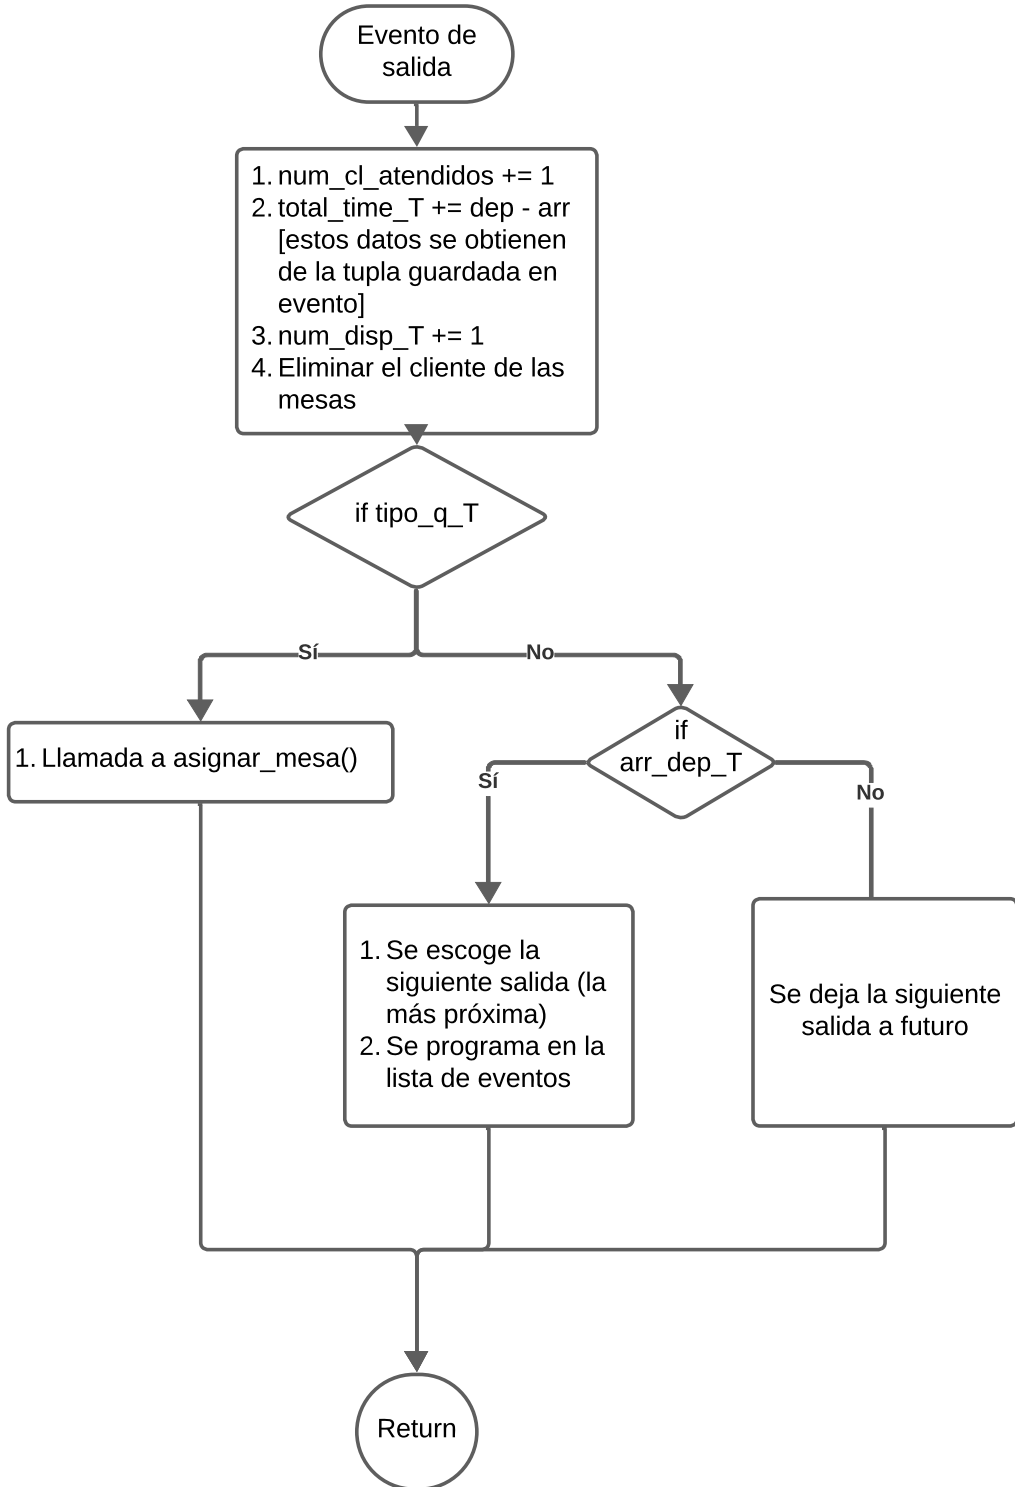 Evento de
salida
1. num_cl_atendidos += 1
2. total_time_T += dep - arr
[estos datos se obtienen
de la tupla guardada en
evento]
3. num_disp_T += 1
4. Eliminar el cliente de las
mesas
if tipo_q_T
Sí
No
1. Llamada a asignar_mesa()
if
arr_dep_T
Sí
No
1. Se escoge la
siguiente salida (la
más próxima)
2. Se programa en la
lista de eventos
Se deja la siguiente
salida a futuro
Return